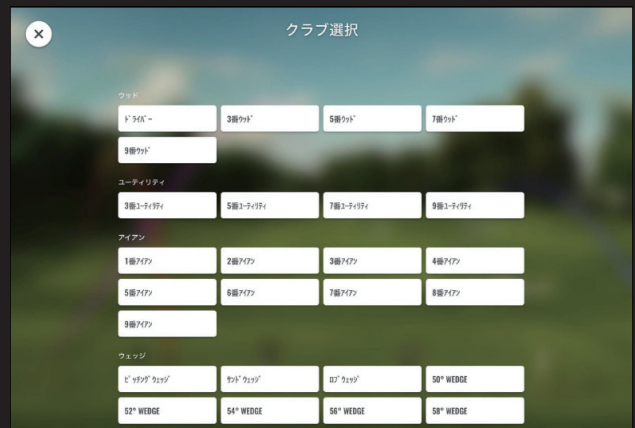 クラブ選択
ウッド
ﾄﾞﾗｲﾊﾞｰ 3番ｳｯﾄﾞ 5番ｳｯﾄﾞ 7番ｳｯﾄﾞ
9番ｳｯﾄﾞ
ユーティリティ
3番ﾕｰﾃｨﾘﾃｨ 5番ﾕｰﾃｨﾘﾃｨ 7番ﾕｰﾃｨﾘﾃｨ 9番ﾕｰﾃｨﾘﾃｨ
アイアン
1番ｱｲｱﾝ 2番ｱｲｱﾝ 3番ｱｲｱﾝ 4番ｱｲｱﾝ
5番ｱｲｱﾝ 6番ｱｲｱﾝ 7番ｱｲｱﾝ 8番ｱｲｱﾝ
9番ｱｲｱﾝ
ウェッジ
ﾋﾟｯﾁﾝｸﾞｳｪｯｼﾞ ｻﾝﾄﾞｳｪｯｼﾞ ﾛﾌﾞｳｪｯｼﾞ 50° WEDGE
52° WEDGE 54° WEDGE 56° WEDGE 58° WEDGE